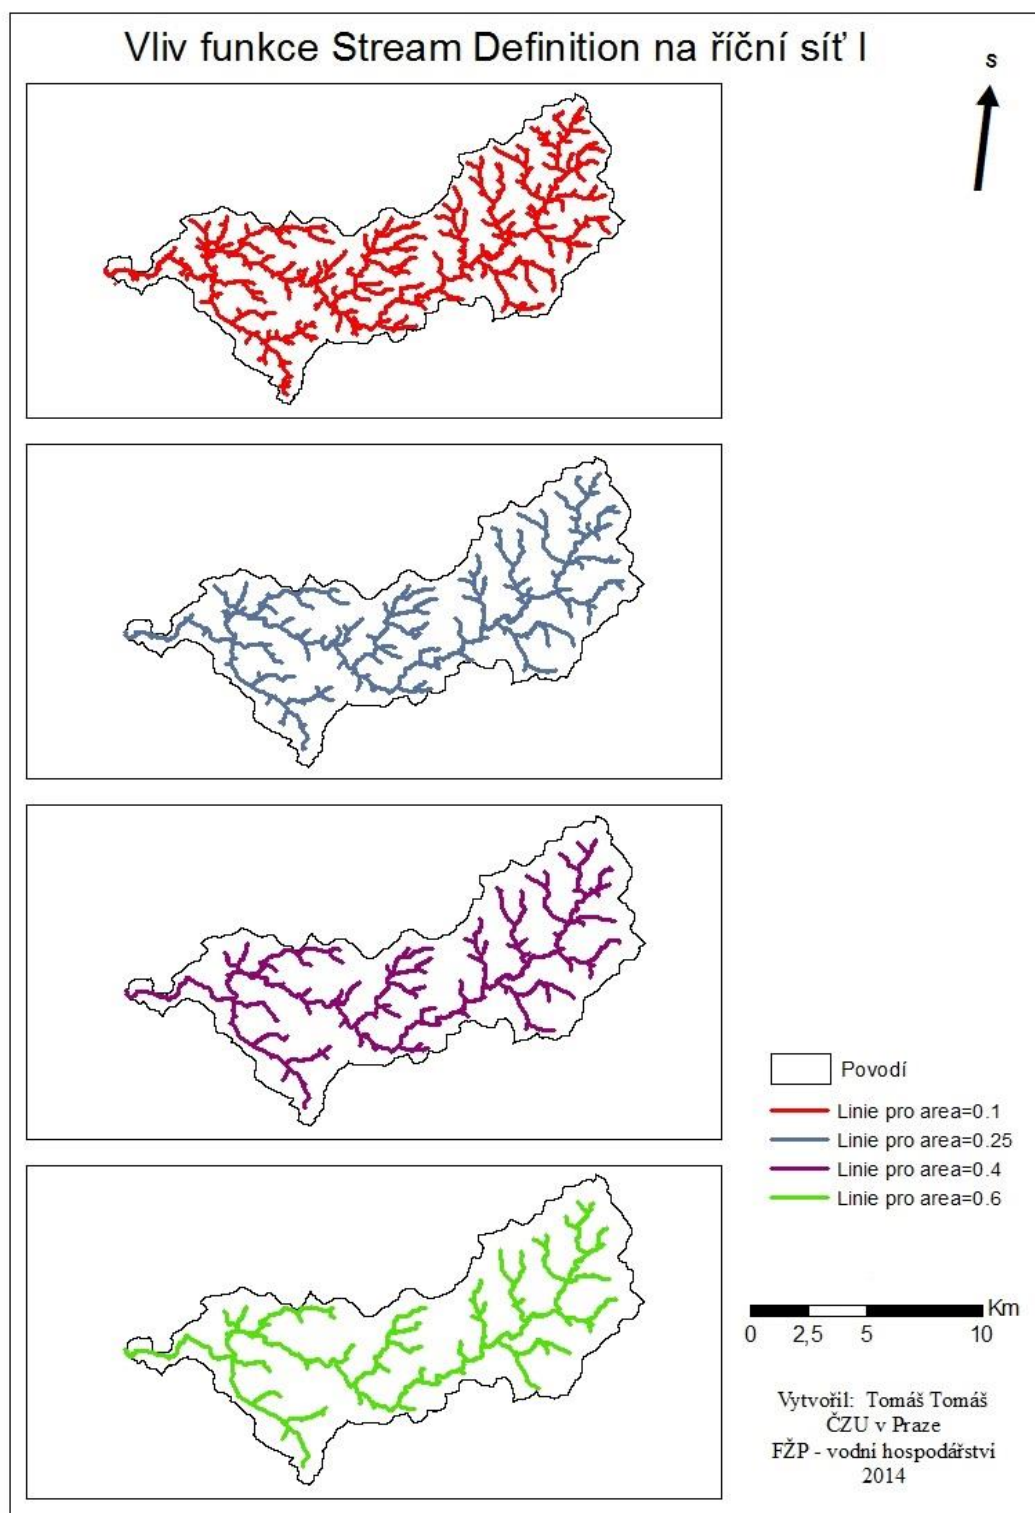 Vliv funkce Stream Definition na říční síť I
S
Povodí
Linie pro area=0.1
Linie pro area=0.25
Linie pro area=0.4
Linie pro area=0.6
Km
0 2,5 5 10
Vytvořil: Tomáš Tomáš
ČZU v Praze
FŽP - vodní hospodářství
2014